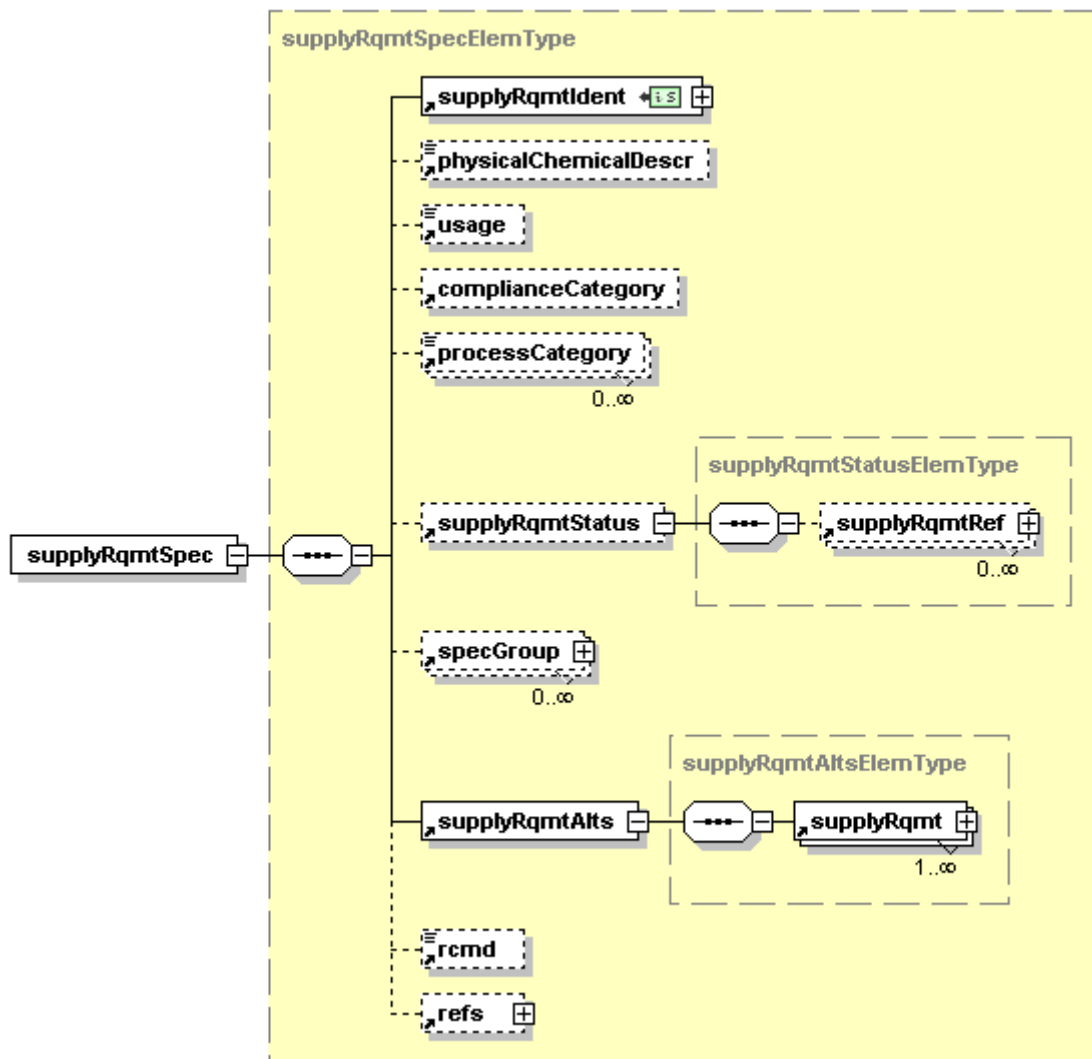 supplyRqmtSpecElemType
supplyRqmtIdent
is
physicalChemicalDescr
usage
complianceCategory
processCategory
0..∞
supplyRqmtStatusElemType
supplyRqmtStatus
supplyRqmtRef
0..∞
supplyRqmtSpec
specGroup
0..∞
supplyRqmtAltsElemType
supplyRqmtAlts
supplyRqmt
1..∞
rcmd
refs